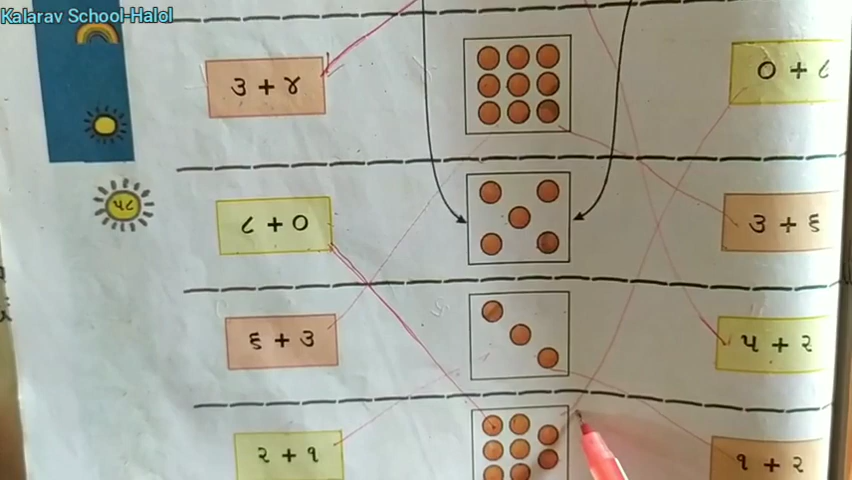 Kalarav School-Halol
૩ + ૪
૦ + ૮
૫૮
૮ + ૦
૩ + ૬
૬ + ૩
૫ + ૨
૨ + ૧
૧ + ૨